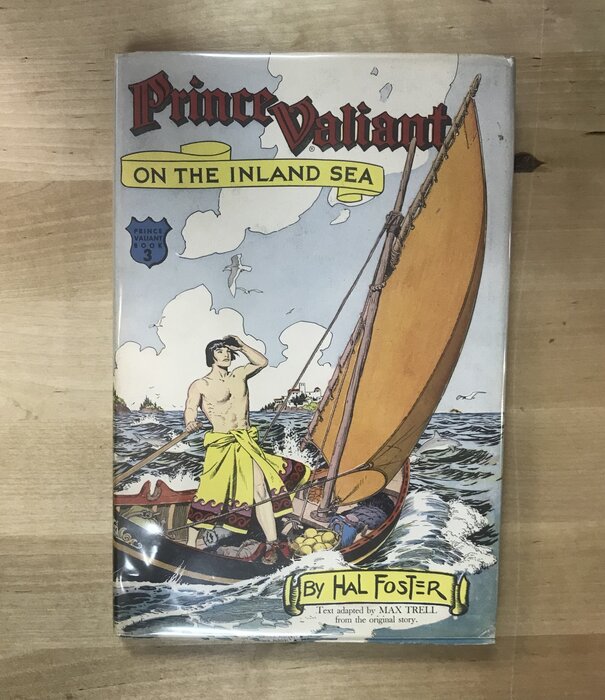 Prince Valiant
®
ON THE INLAND SEA
PRINCE
VALIANT
BOOK
3
BY HAL FOSTER
Text adapted by MAX TRELL
from the original story.